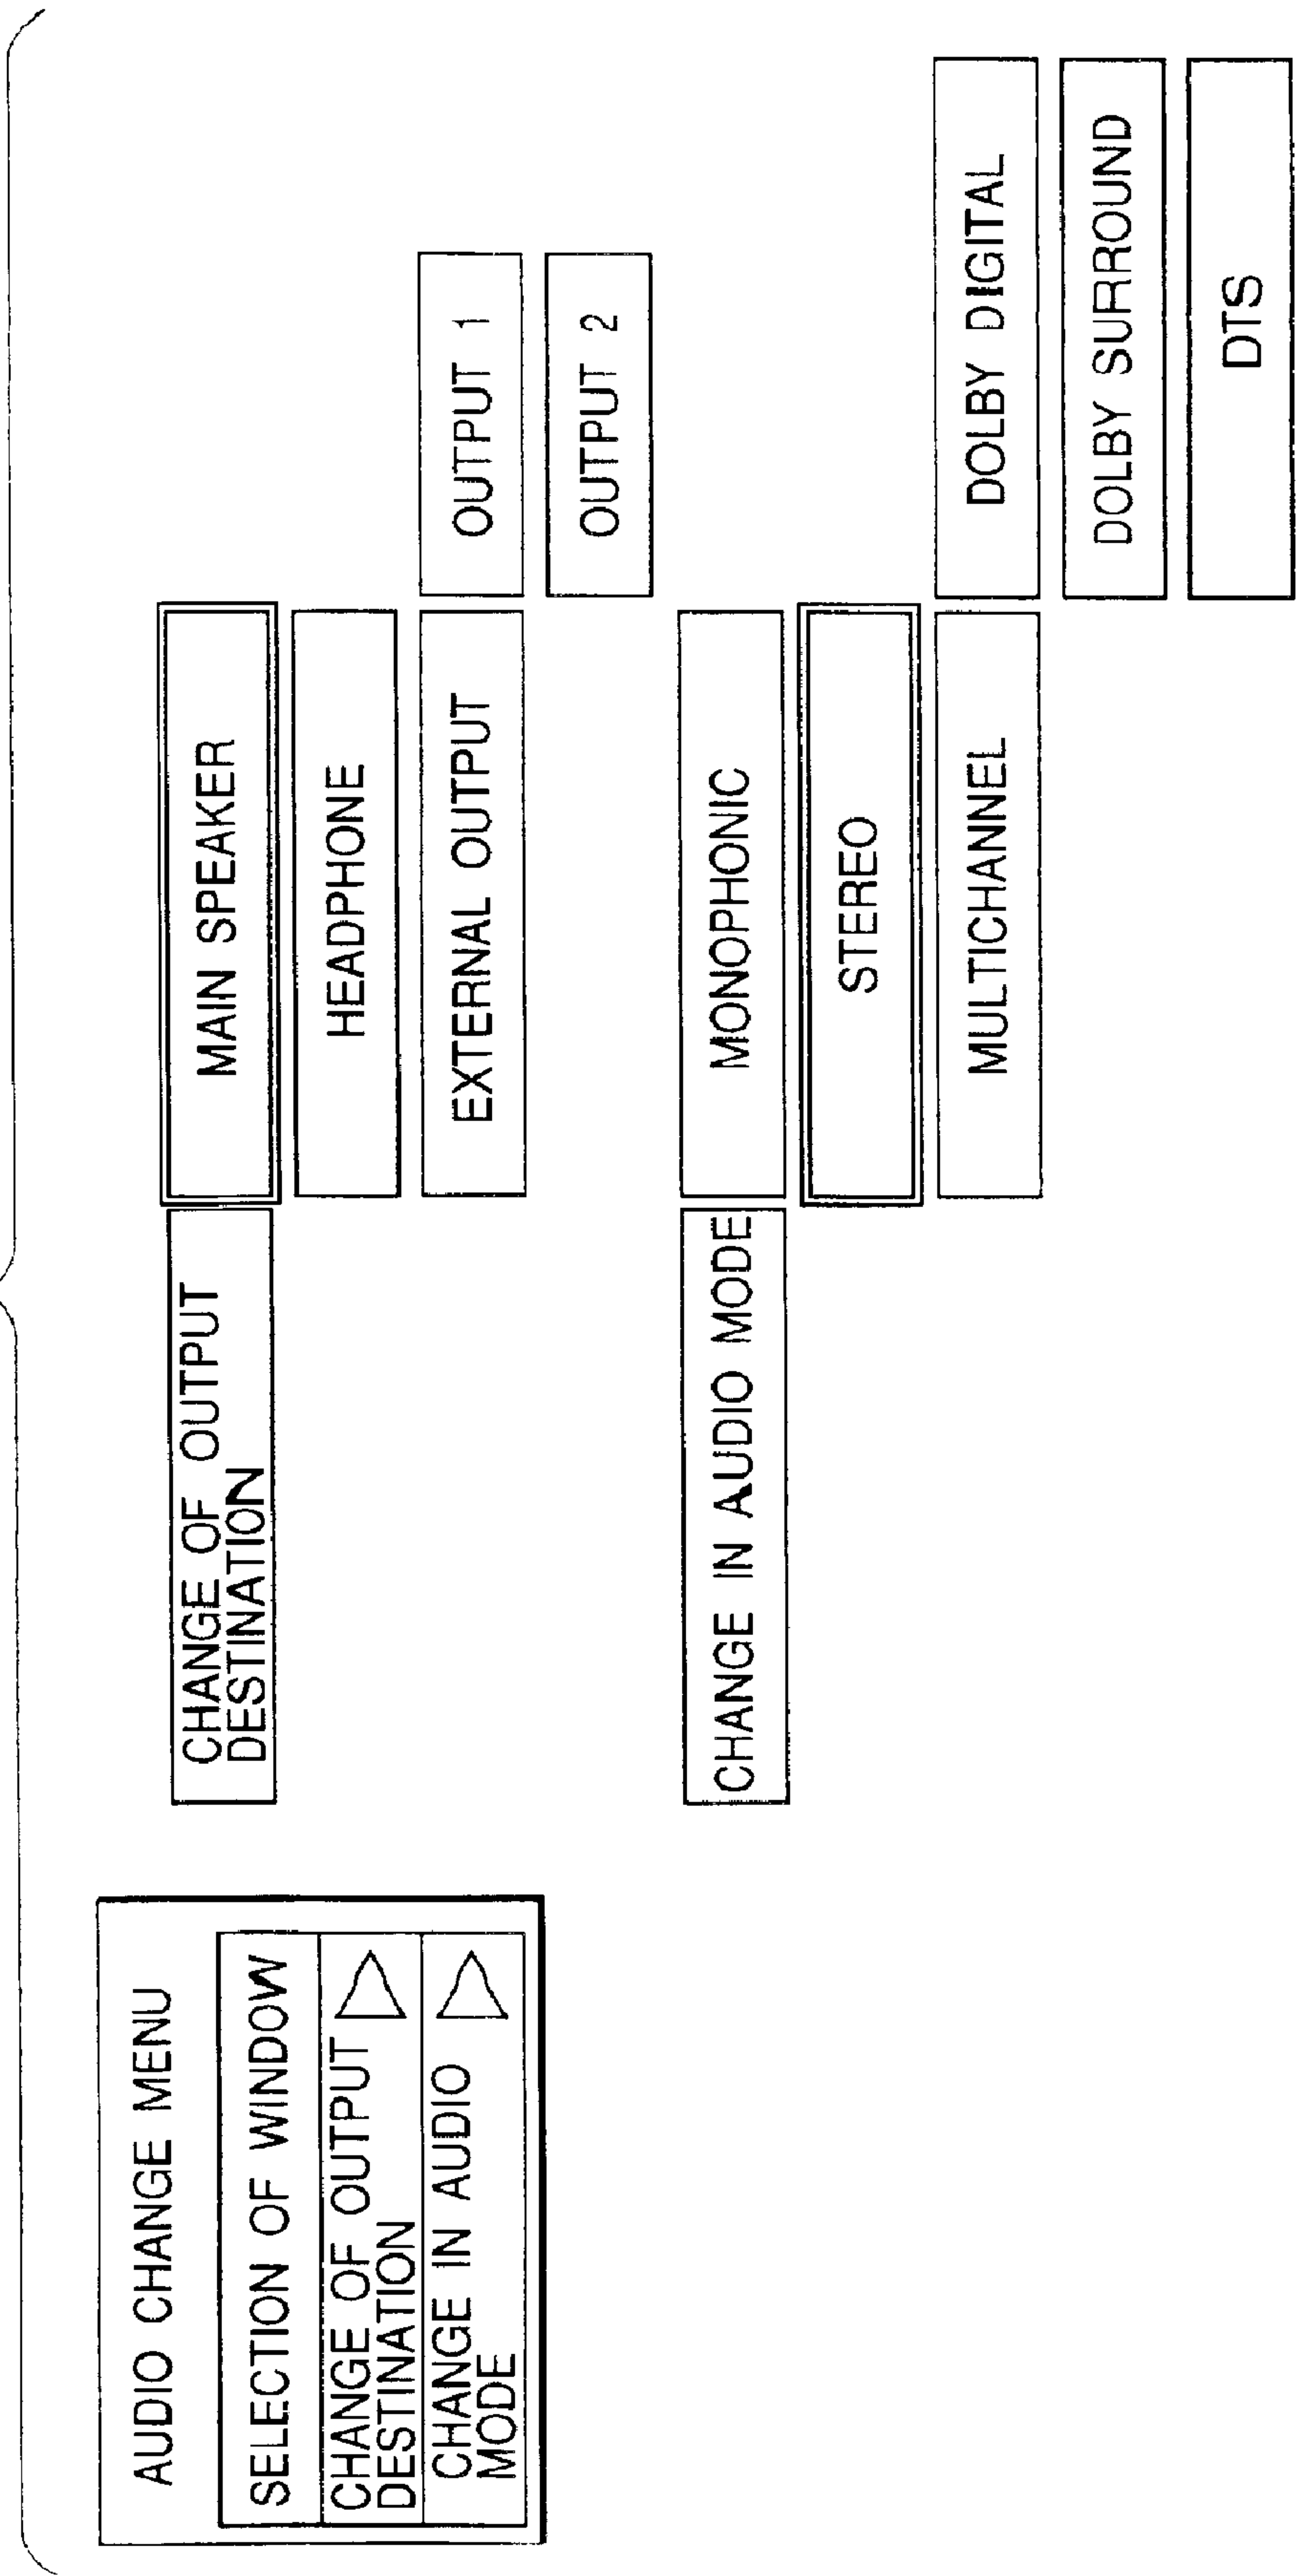 AUDIO CHANGE MENU
SELECTION OF WINDOW
CHANGE OF OUTPUT
DESTINATION
CHANGE IN AUDIO
MODE
CHANGE OF OUTPUT
DESTINATION
MAIN SPEAKER
HEADPHONE
EXTERNAL OUTPUT
OUTPUT 1
OUTPUT 2
CHANGE IN AUDIO MODE
MONOPHONIC
STEREO
MULTICHANNEL
DOLBY DIGITAL
DOLBY SURROUND
DTS